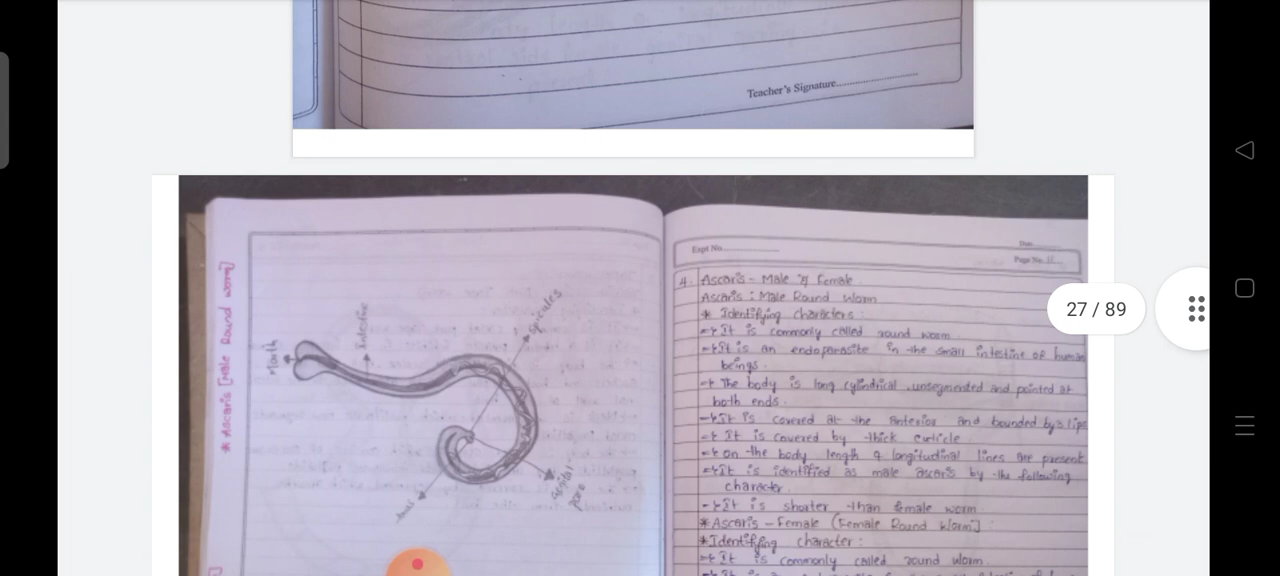 Teacher's Signature
* Ascaris [Male Round worm]
Mouth
Intestine
spicules
Anus
Genital
pore
Expt No
Date
Page No. 11
4. Ascaris - Male & Female
Ascaris : Male Round Worm
* Identifying characters :
→ It is commonly called round worm
→ It is an endoparasite in the small intestine of human
beings.
→ The body is long cylindrical unsegmented and pointed at
both ends.
→ It is covered at the Anterior and bounded by 3 lips
→ It is covered by thick cuticle
→ on the body length 4 longitudinal lines are present
→ It is identified as male ascaris by the following
character.
→ It is shorter than female worm
* Ascaris - Female (Female Round Worm] :
* Identifying character :
→ It is commonly called round worm.
27 / 89